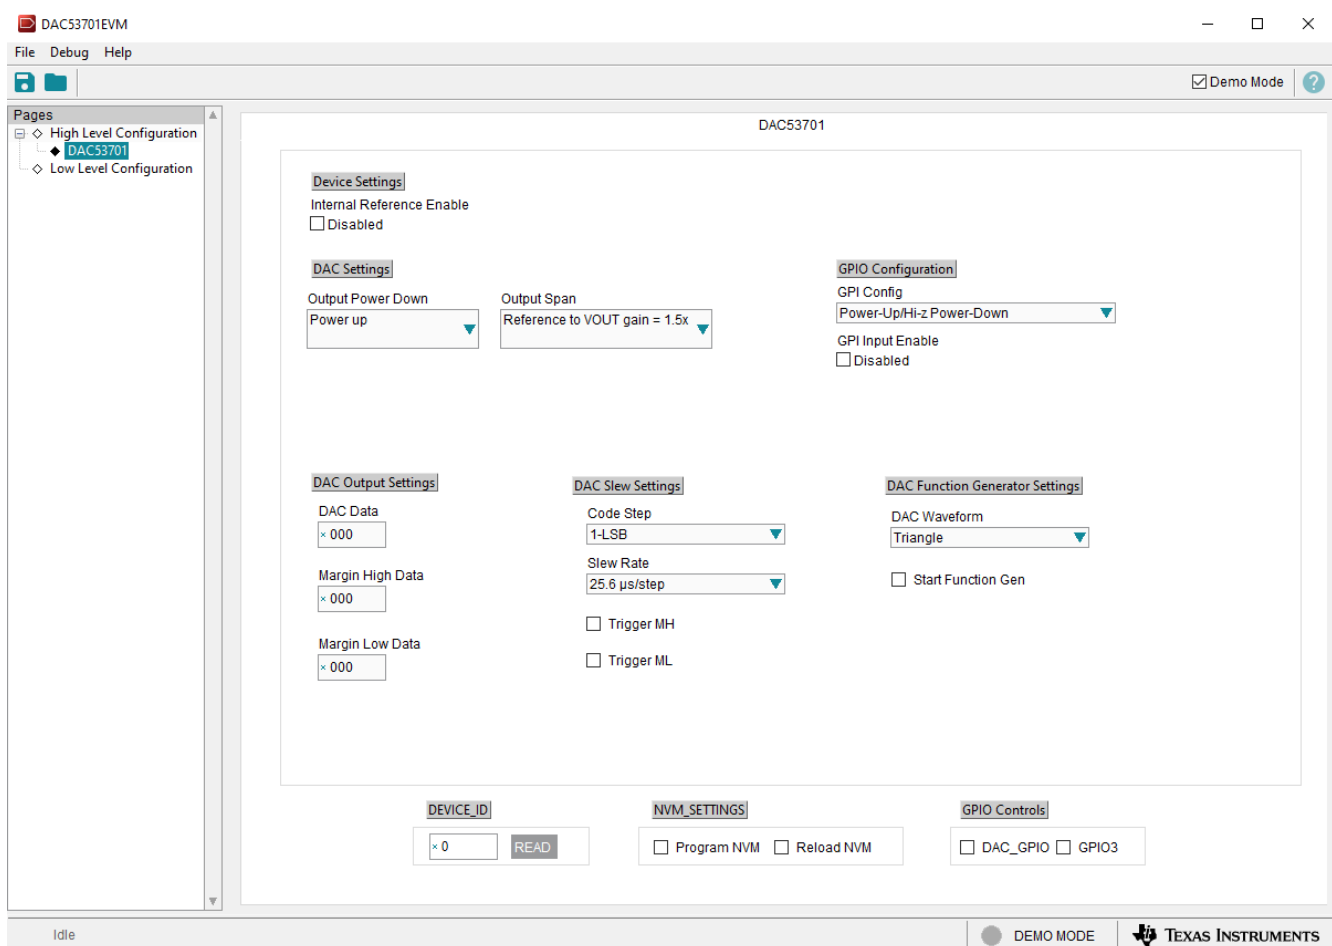 DAC53701EVM
File Debug Help
Demo Mode
?
Pages
High Level Configuration
DAC53701
Low Level Configuration
DAC53701
Device Settings
Internal Reference Enable
Disabled
DAC Settings
GPIO Configuration
Output Power Down
Output Span
GPI Config
Power up
Reference to VOUT gain = 1.5x
Power-Up/Hi-z Power-Down
GPI Input Enable
Disabled
DAC Output Settings
DAC Slew Settings
DAC Function Generator Settings
DAC Data
Code Step
DAC Waveform
× 000
1-LSB
Triangle
Slew Rate
Margin High Data
25.6 µs/step
Start Function Gen
× 000
Trigger MH
Margin Low Data
Trigger ML
× 000
DEVICE_ID
NVM_SETTINGS
GPIO Controls
× 0
READ
Program NVM
Reload NVM
DAC_GPIO
GPIO3
Idle
DEMO MODE
TEXAS INSTRUMENTS